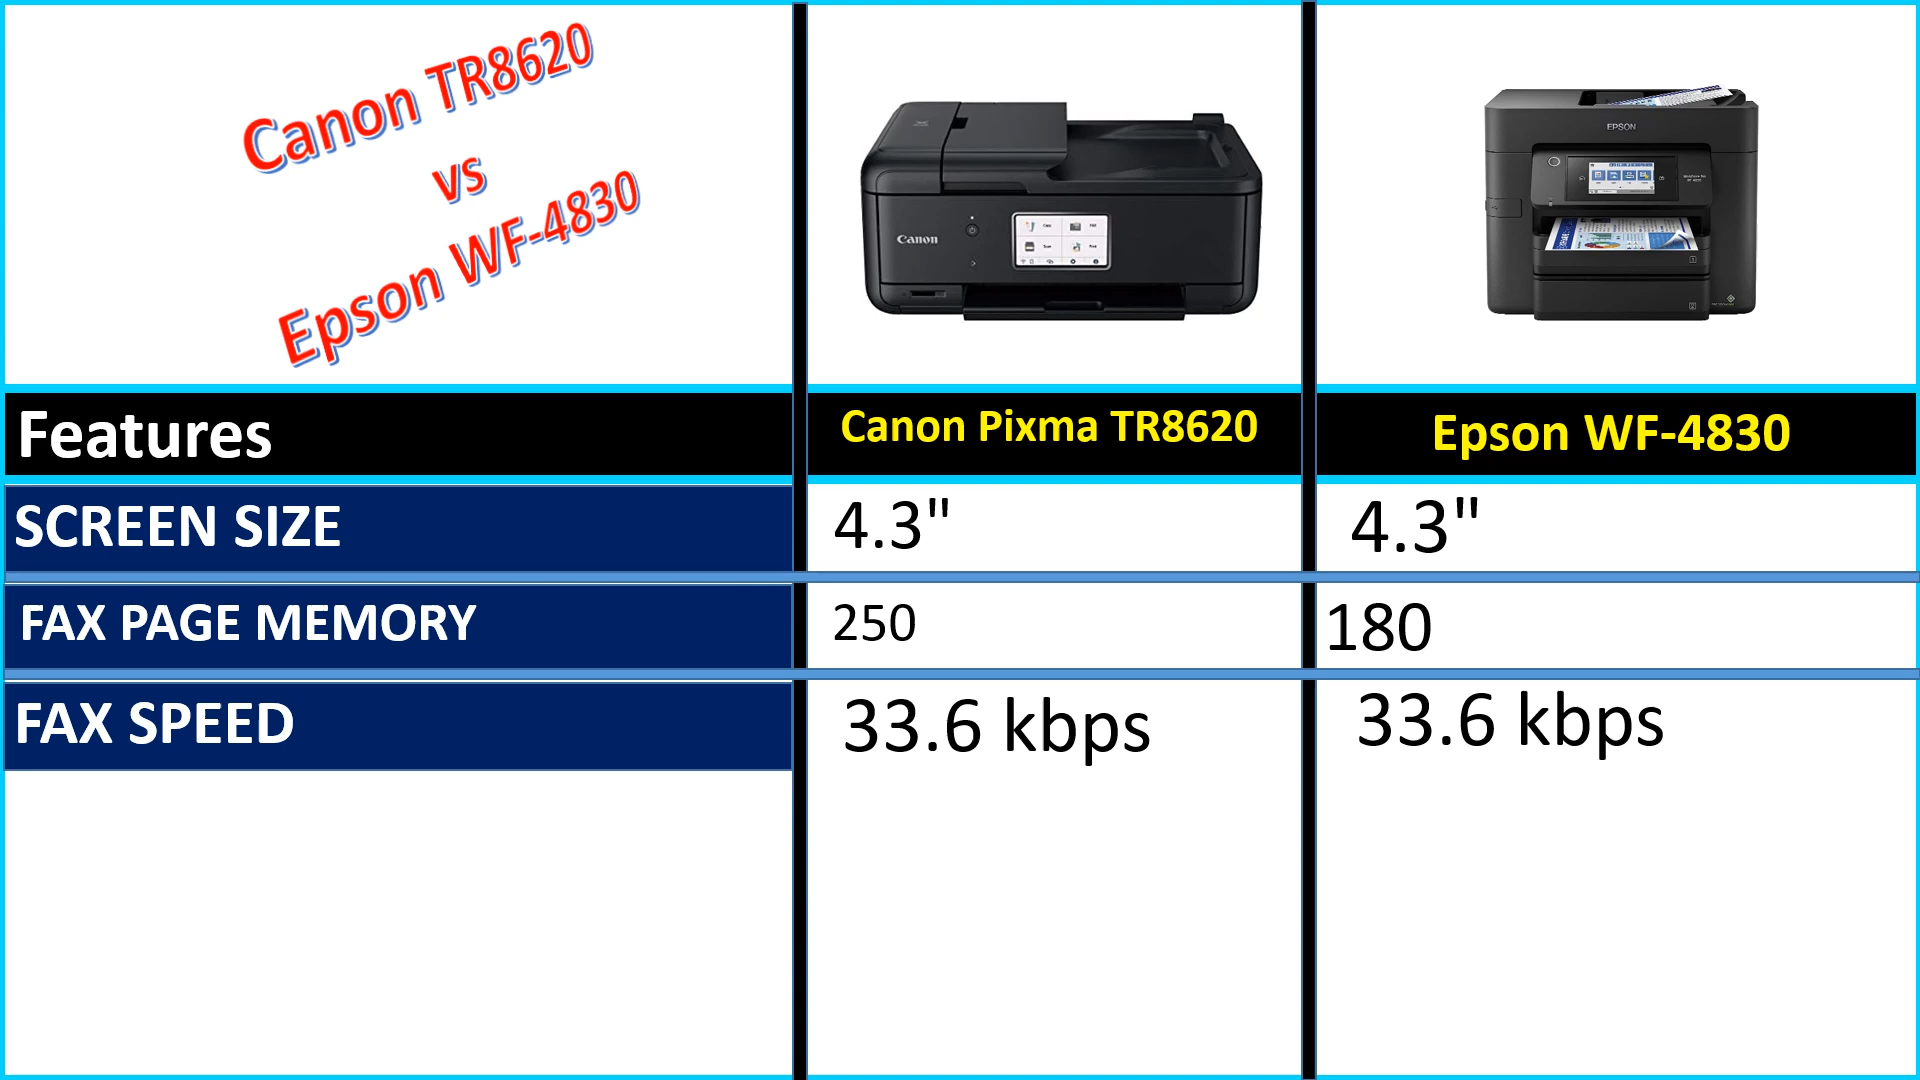 Canon TR8620
vs
Epson WF-4830
Canon
EPSON
Features
Canon Pixma TR8620
Epson WF-4830
SCREEN SIZE
4.3"
4.3"
FAX PAGE MEMORY
250
180
FAX SPEED
33.6 kbps
33.6 kbps